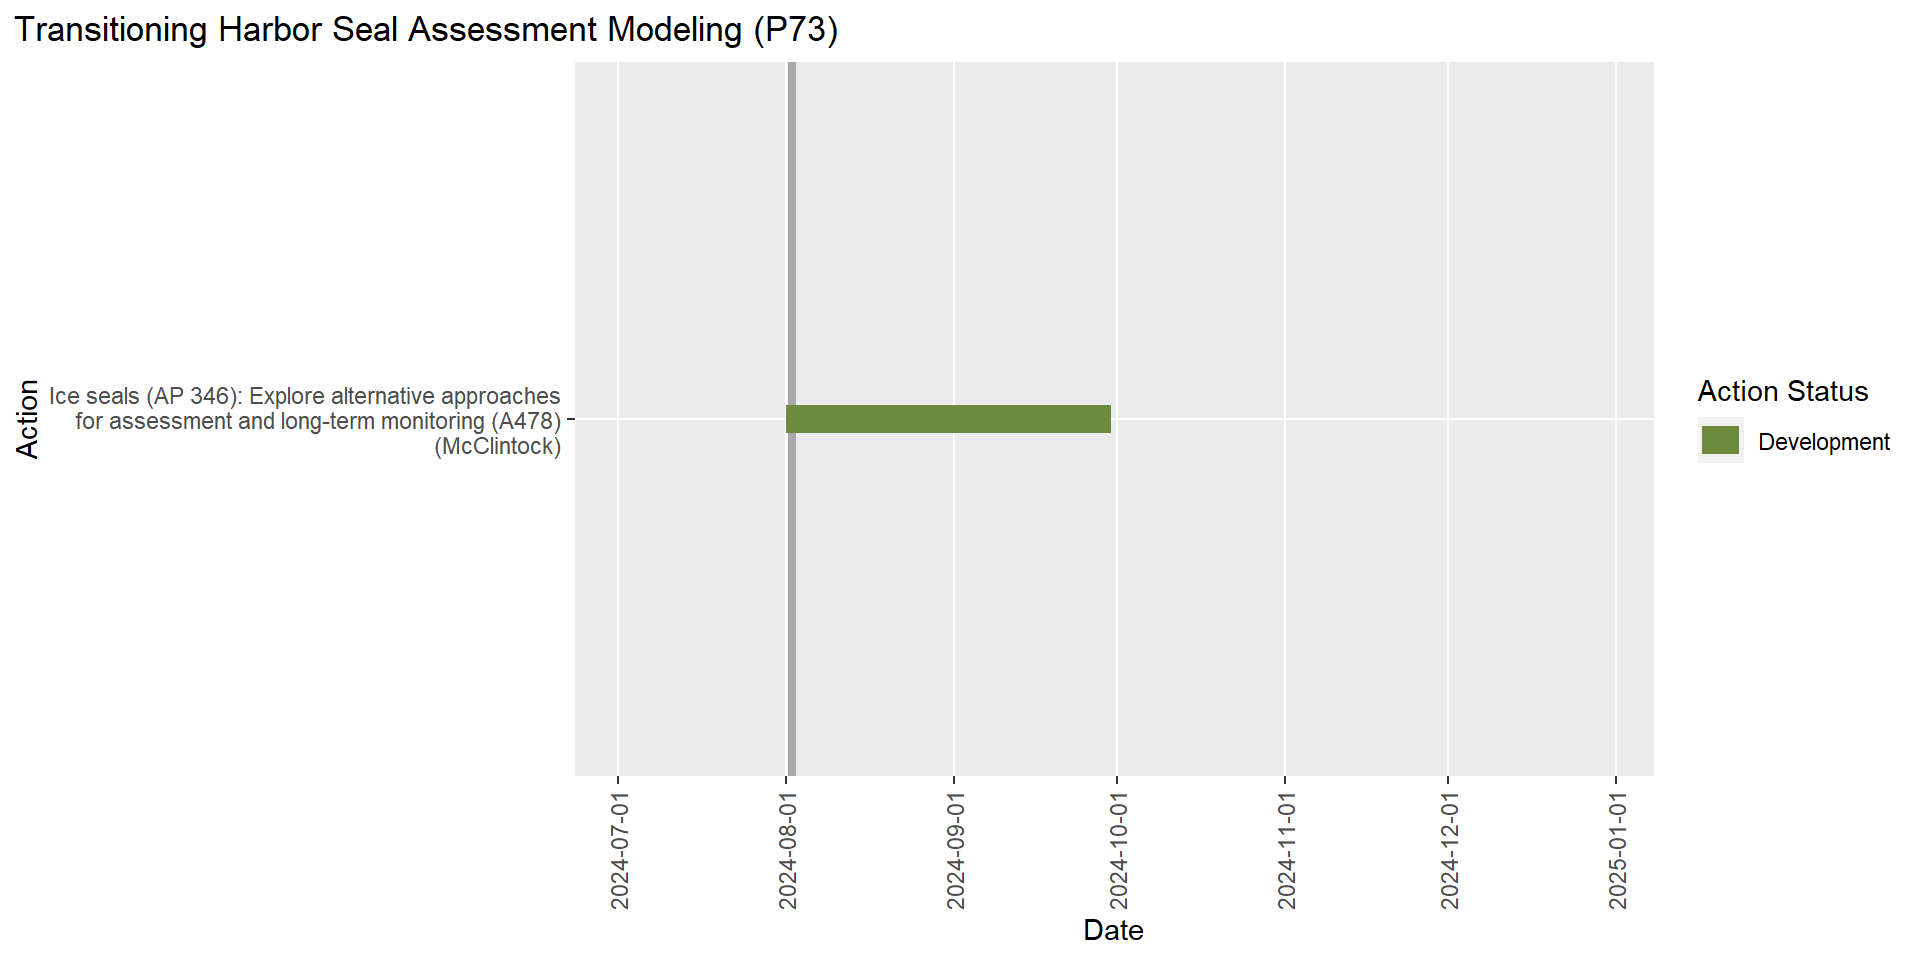 Transitioning Harbor Seal Assessment Modeling (P73)
Action
Ice seals (AP 346): Explore alternative approaches
for assessment and long-term monitoring (A478)
(McClintock)
Action Status
Development
2024-07-01
2024-08-01
2024-09-01
2024-10-01
2024-11-01
2024-12-01
2025-01-01
Date